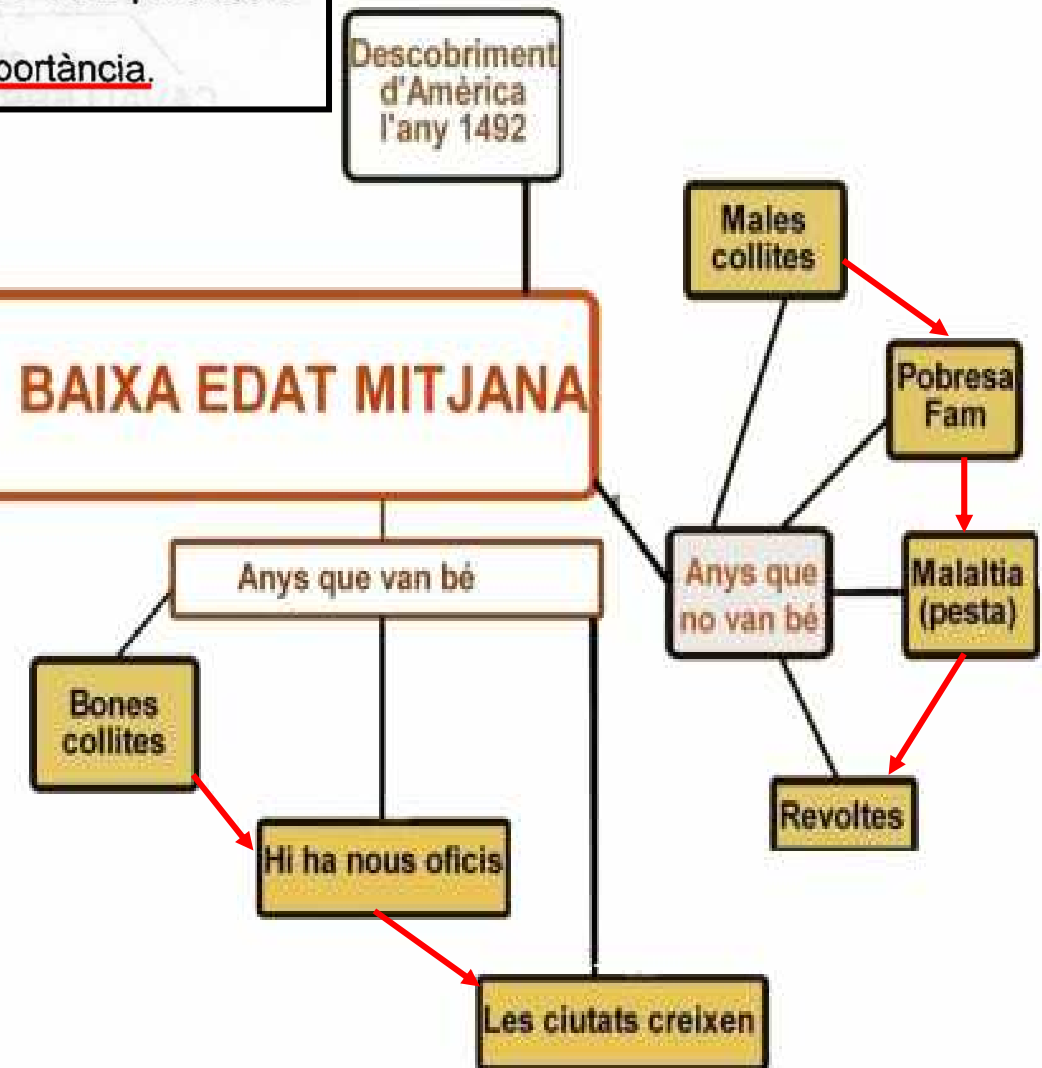 portància.
Descobriment
d'Amèrica
l'any 1492
Males
collites
BAIXA EDAT MITJANA
Pobresa
Fam
Anys que van bé
Anys que
no van bé
Malaltia
(pesta)
Bones
collites
Revoltes
Hi ha nous oficis
Les ciutats creixen